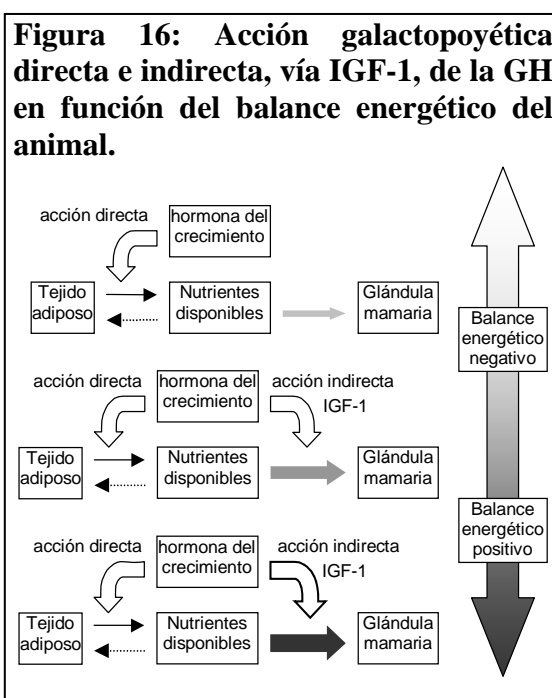 Figura 16: Acción galactopoyética
directa e indirecta, vía IGF-1, de la GH
en función del balance energético del
animal.
acción directa
hormona del
crecimiento
Tejido
adiposo
Nutrientes
disponibles
Glándula
mamaria
Balance
energético
negativo
acción directa
hormona del
crecimiento
acción indirecta
IGF-1
Tejido
adiposo
Nutrientes
disponibles
Glándula
mamaria
Balance
energético
positivo
acción directa
hormona del
crecimiento
acción indirecta
IGF-1
Tejido
adiposo
Nutrientes
disponibles
Glándula
mamaria